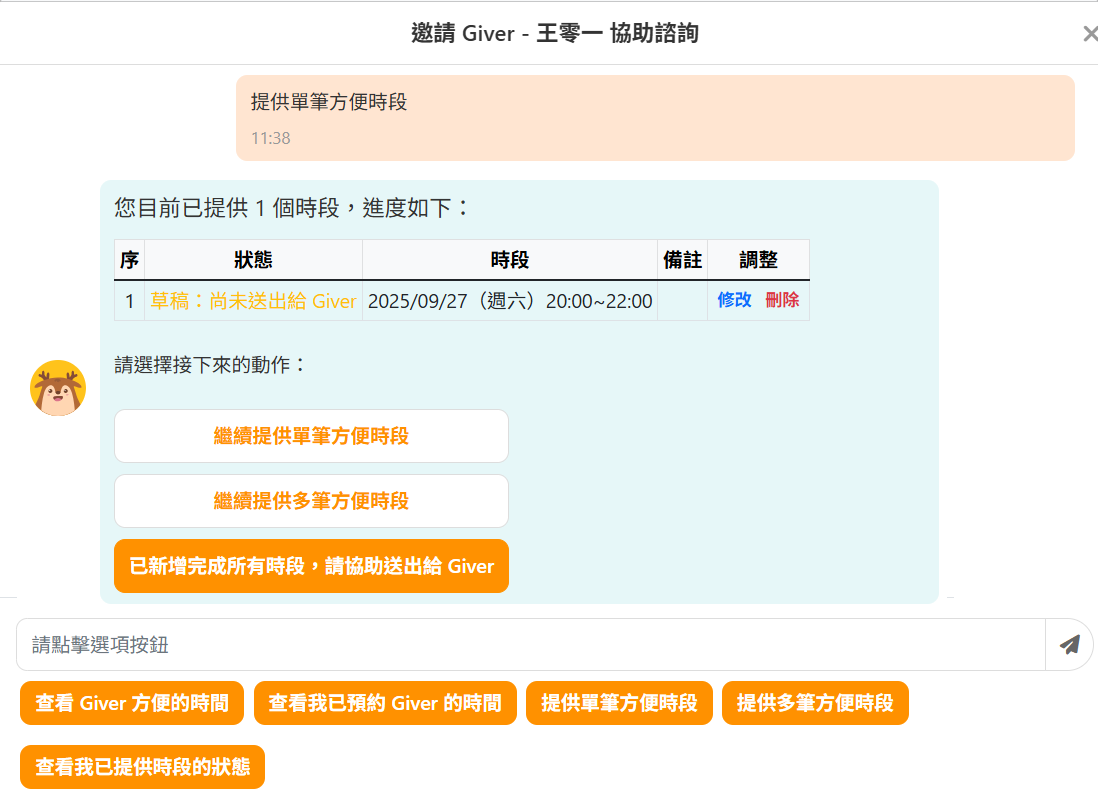 邀請 Giver - 王零一 協助諮詢
提供單筆方便時段
11:38
您目前已提供 1 個時段，進度如下：
序 狀態 時段 備註 調整
1 草稿：尚未送出給 Giver 2025/09/27（週六）20:00~22:00 修改 刪除
請選擇接下來的動作：
繼續提供單筆方便時段
繼續提供多筆方便時段
已新增完成所有時段，請協助送出給 Giver
請點擊選項按鈕
查看 Giver 方便的時間 查看我已預約 Giver 的時間 提供單筆方便時段 提供多筆方便時段
查看我已提供時段的狀態